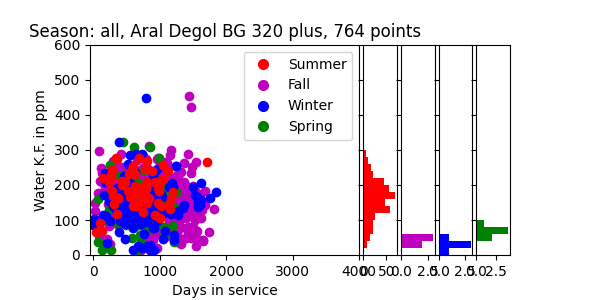 Season: all, Aral Degol BG 320 plus, 764 points
Water K.F. in ppm
600
500
400
300
200
100
0
Summer
Fall
Winter
Spring
0 1000 2000 3000 4000
0 50
0.0 2.5
0.0 2.5
0.0 2.5
Days in service